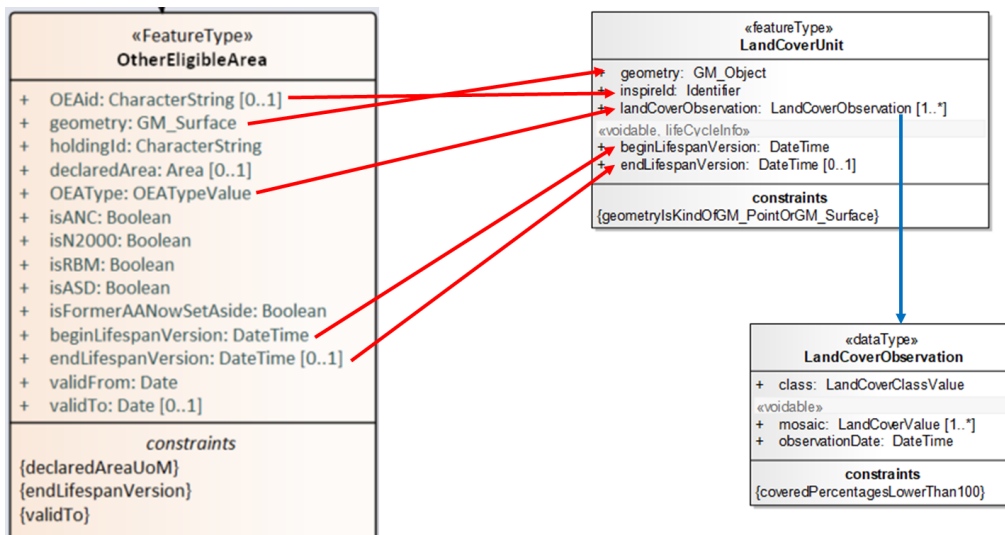 «FeatureType»
OtherEligibleArea
+ OEAid: CharacterString [0..1]
+ geometry: GM_Surface
+ holdingId: CharacterString
+ declaredArea: Area [0..1]
+ OEAType: OEATypeValue
+ isANC: Boolean
+ isN2000: Boolean
+ isRBM: Boolean
+ isASD: Boolean
+ isFormerAANowSetAside: Boolean
+ beginLifespanVersion: DateTime
+ endLifespanVersion: DateTime [0..1]
+ validFrom: Date
+ validTo: Date [0..1]
constraints
{declaredAreaUoM}
{endLifespanVersion}
{validTo}
«featureType»
LandCoverUnit
+ geometry: GM_Object
+ inspireId: Identifier
+ landCoverObservation: LandCoverObservation [1..*]
«voidable, lifeCycleInfo»
+ beginLifespanVersion: DateTime
+ endLifespanVersion: DateTime [0..1]
constraints
{geometryIsKindOfGM_PointOrGM_Surface}
«dataType»
LandCoverObservation
+ class: LandCoverClassValue
«voidable»
+ mosaic: LandCoverValue [1..*]
+ observationDate: DateTime
constraints
{coveredPercentagesLowerThan100}